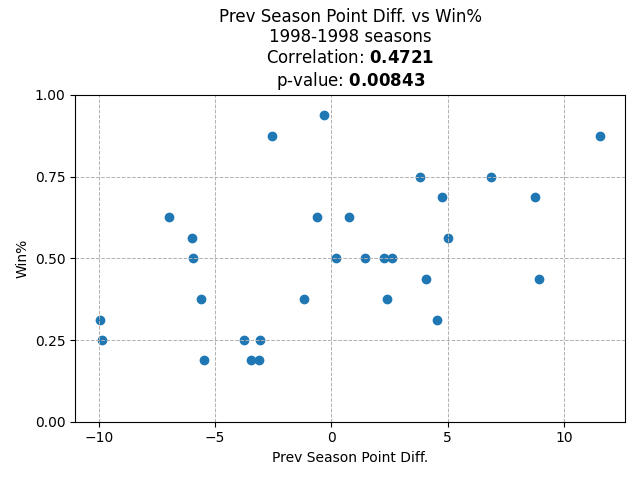 Prev Season Point Diff. vs Win%
1998-1998 seasons
Correlation: 0.4721
p-value: 0.00843
1.00
0.75
0.50
0.25
0.00
Win%
−10
−5
0
5
10
Prev Season Point Diff.